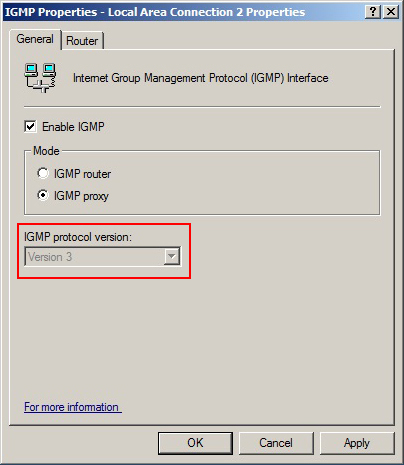 IGMP Properties - Local Area Connection 2 Properties
General
Router
Internet Group Management Protocol (IGMP) Interface
Enable IGMP
Mode
IGMP router
IGMP proxy
IGMP protocol version:
Version 3
For more information
OK
Cancel
Apply